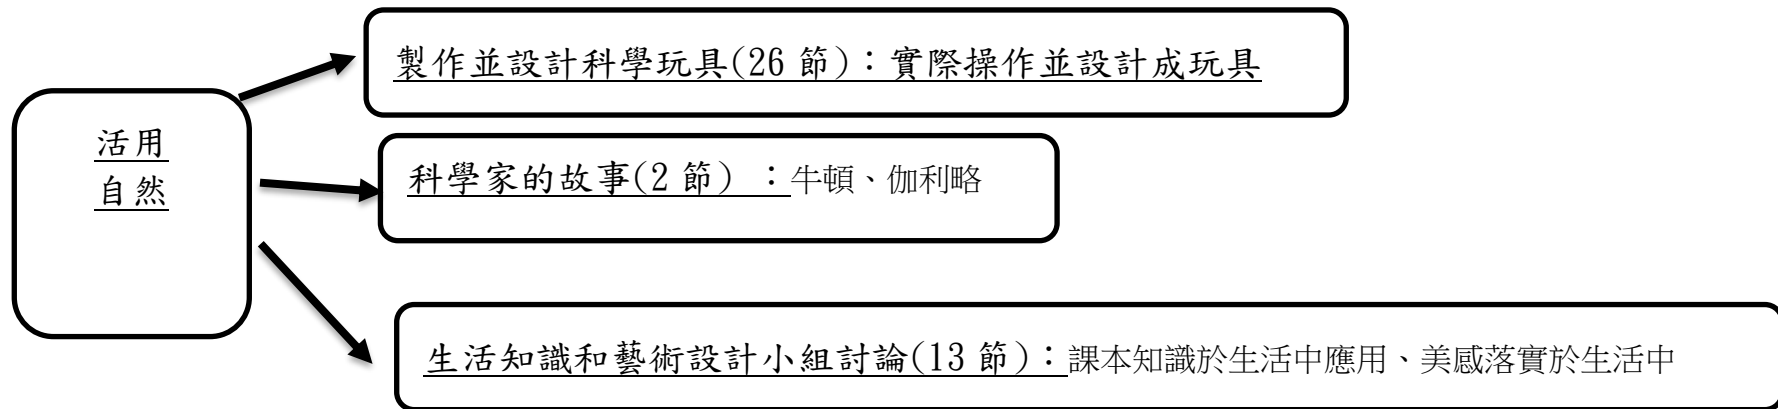 製作並設計科學玩具(26 節)：實際操作並設計成玩具
活用
自然
科學家的故事(2 節) ：牛頓、伽利略
生活知識和藝術設計小組討論(13 節)：課本知識於生活中應用、美感落實於生活中